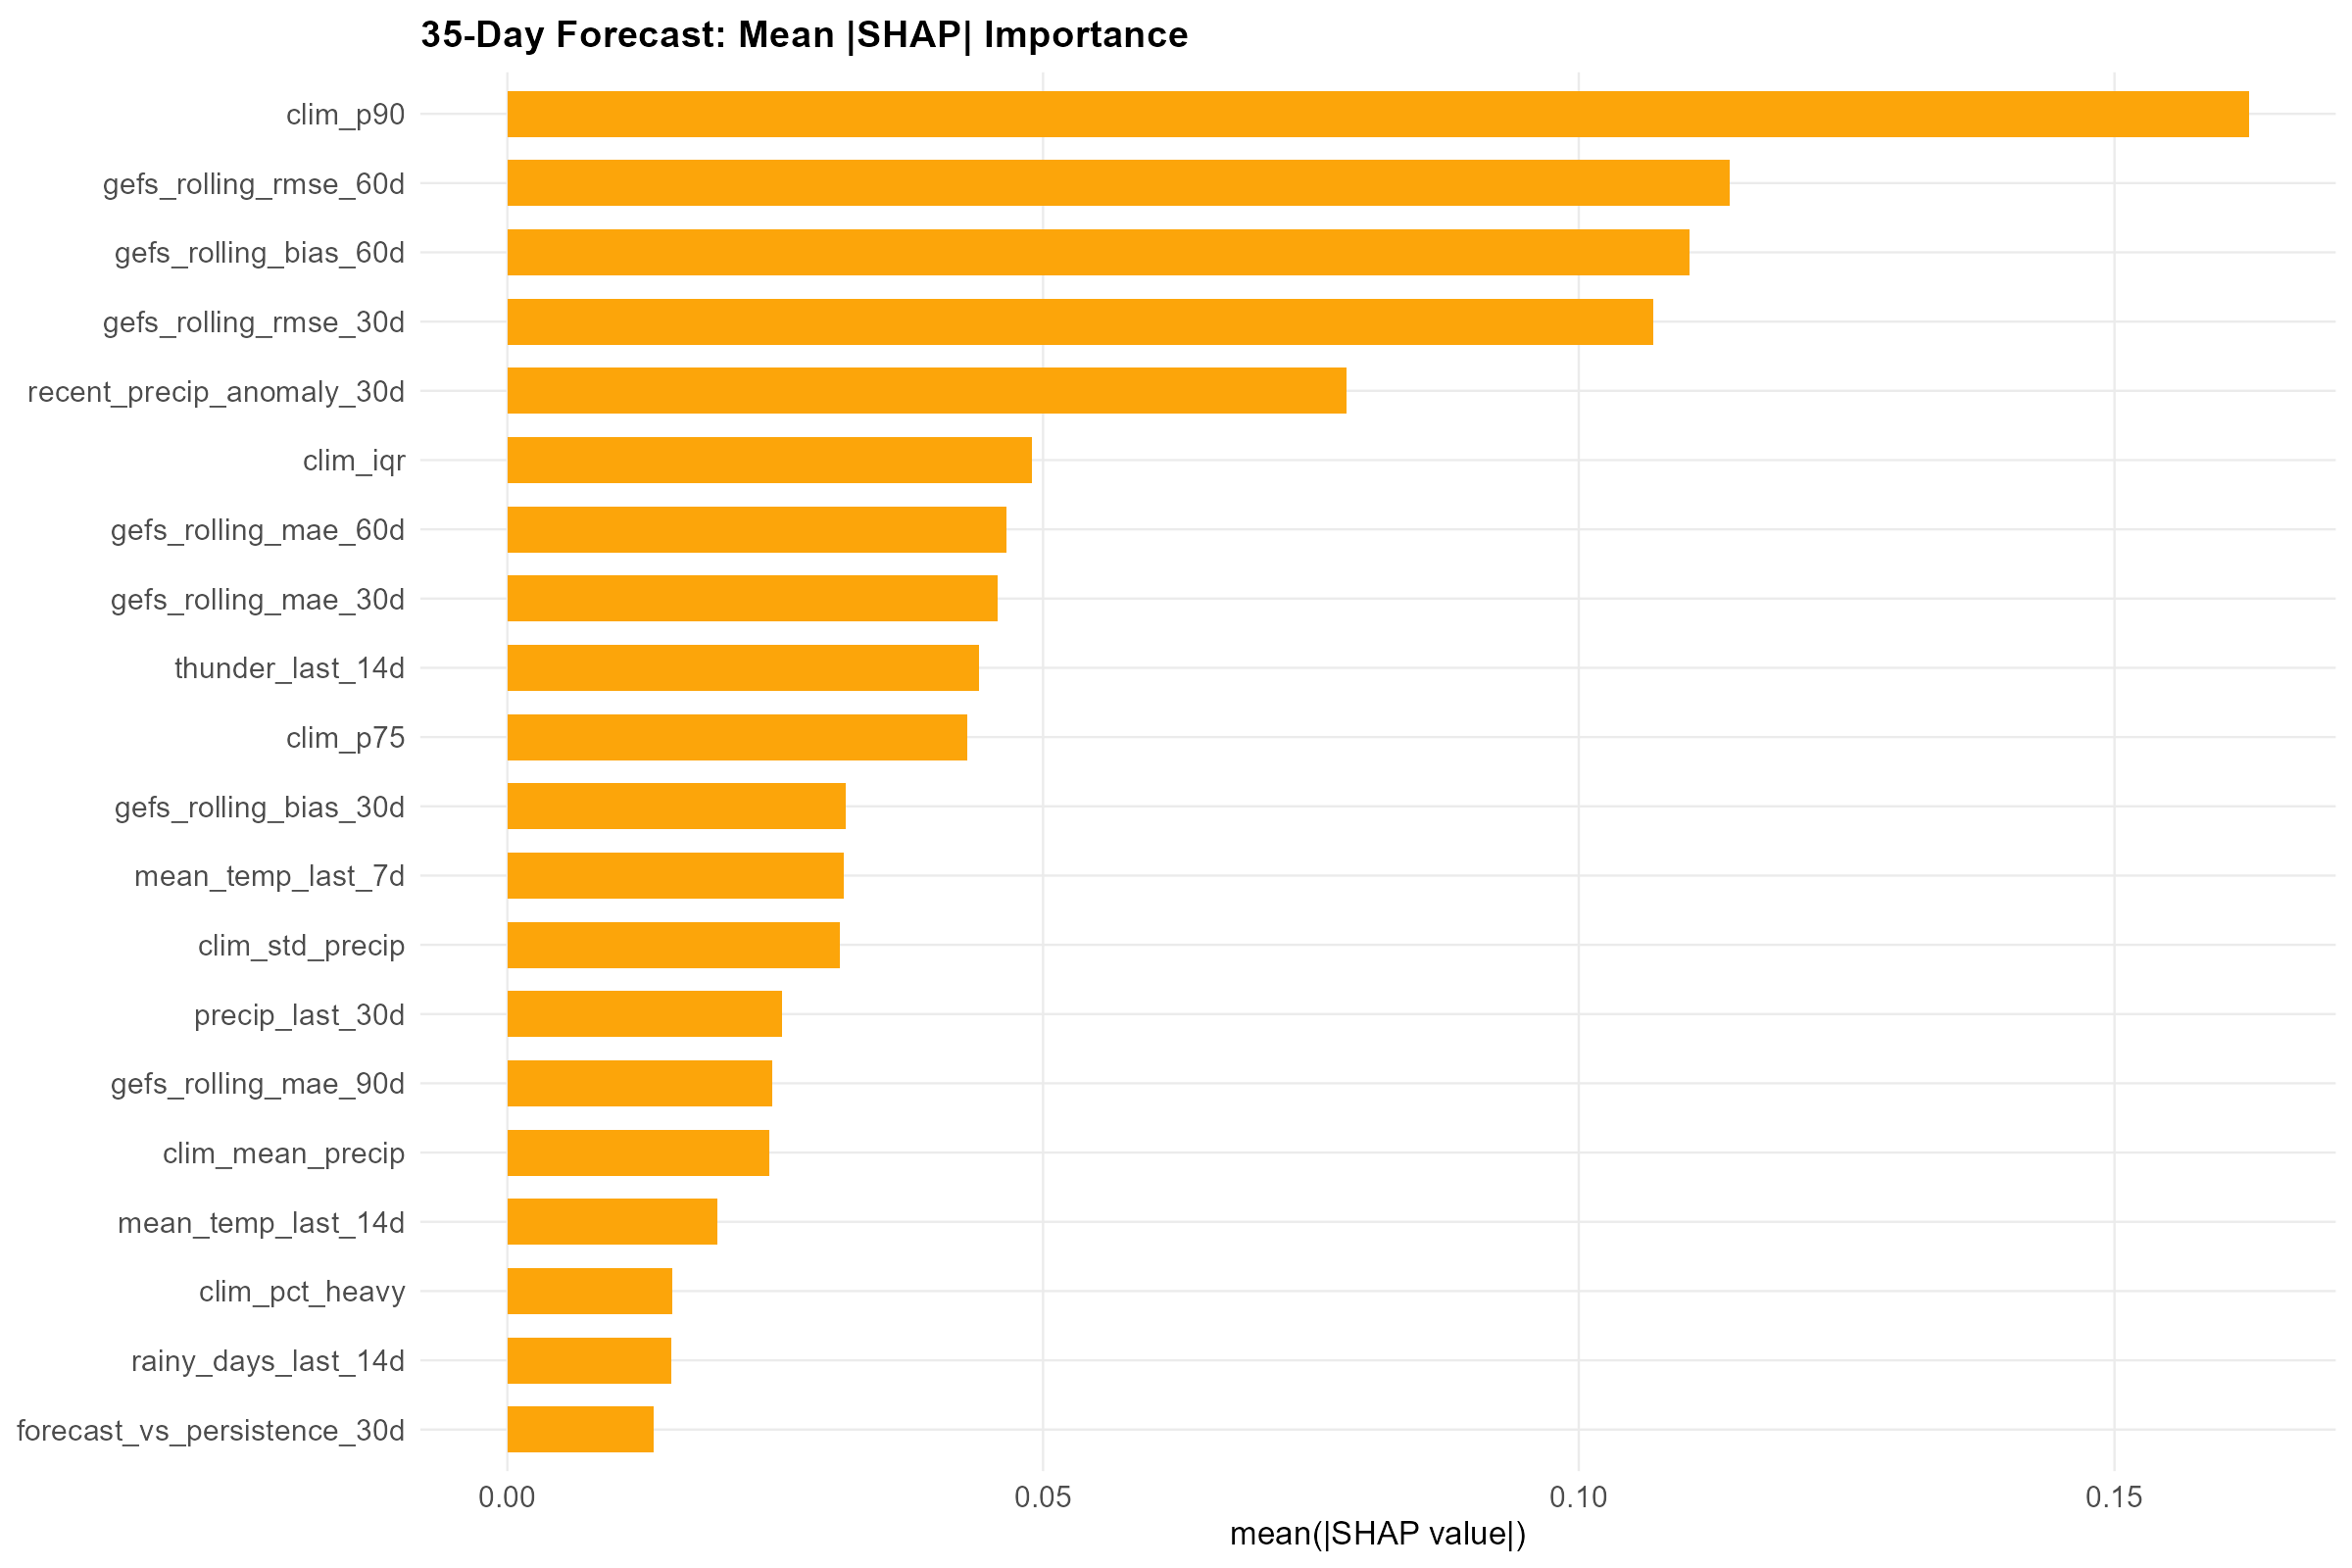 35-Day Forecast: Mean |SHAP| Importance
clim_p90
gefs_rolling_rmse_60d
gefs_rolling_bias_60d
gefs_rolling_rmse_30d
recent_precip_anomaly_30d
clim_iqr
gefs_rolling_mae_60d
gefs_rolling_mae_30d
thunder_last_14d
clim_p75
gefs_rolling_bias_30d
mean_temp_last_7d
clim_std_precip
precip_last_30d
gefs_rolling_mae_90d
clim_mean_precip
mean_temp_last_14d
clim_pct_heavy
rainy_days_last_14d
forecast_vs_persistence_30d
0.00 0.05 0.10 0.15
mean(|SHAP value|)